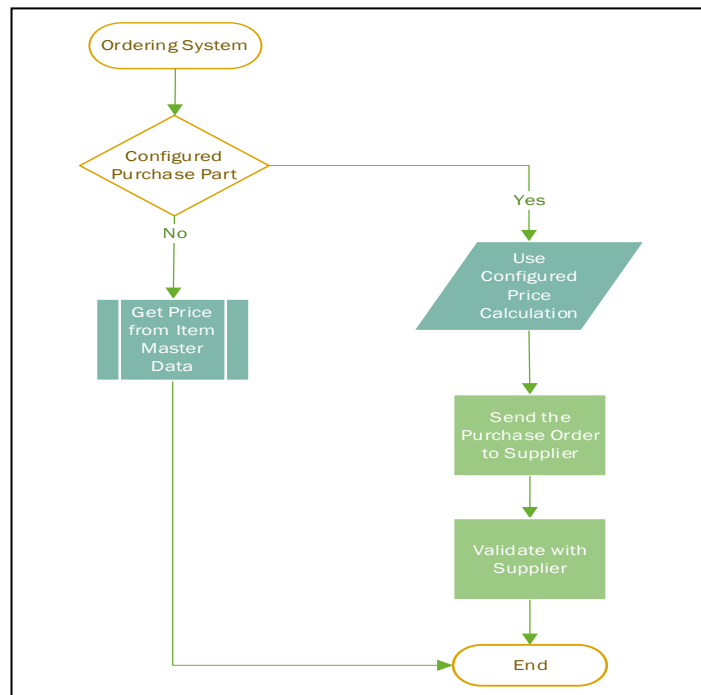 Ordering System
Configured
Purchase Part
Yes
No
Use
Configured
Price
Calculation
Get Price
from Item
Master
Data
Send the
Purchase Order
to Supplier
Validate with
Supplier
End